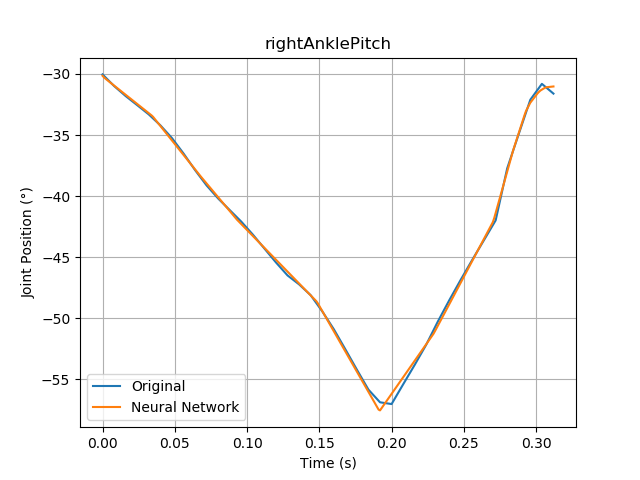 rightAnklePitch
Joint Position (°)
−30
−35
−40
−45
−50
−55
Original
Neural Network
0.00 0.05 0.10 0.15 0.20 0.25 0.30
Time (s)